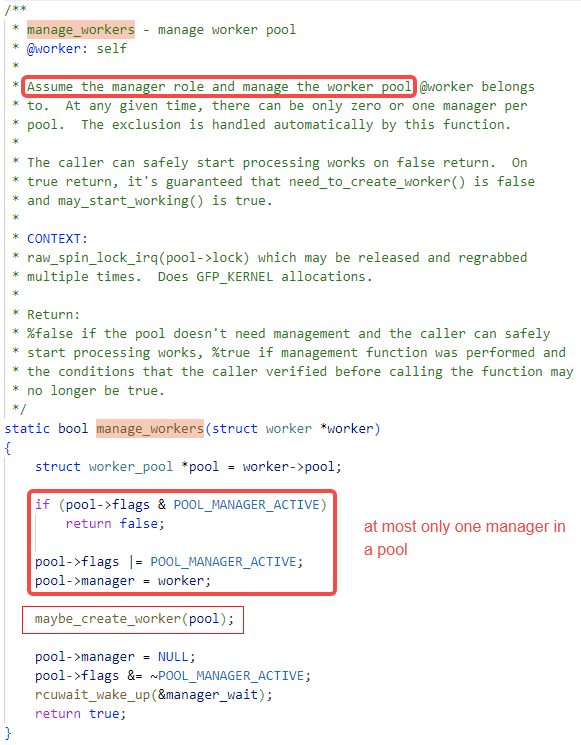 /**
 * manage_workers - manage worker pool
 * @worker: self
 *
 * Assume the manager role and manage the worker pool @worker belongs
 * to.  At any given time, there can be only zero or one manager per
 * pool.  The exclusion is handled automatically by this function.
 *
 * The caller can safely start processing works on false return.  On
 * true return, it's guaranteed that need_to_create_worker() is false
 * and may_start_working() is true.
 *
 * CONTEXT:
 * raw_spin_lock_irq(pool->lock) which may be released and regrabbed
 * multiple times.  Does GFP_KERNEL allocations.
 *
 * Return:
 * %false if the pool doesn't need management and the caller can safely
 * start processing works, %true if management function was performed and
 * the conditions that the caller verified before calling the function may
 * no longer be true.
 */
static bool manage_workers(struct worker *worker)
{
    struct worker_pool *pool = worker->pool;

    if (pool->flags & POOL_MANAGER_ACTIVE)
        return false;

    pool->flags |= POOL_MANAGER_ACTIVE;
    pool->manager = worker;

    maybe_create_worker(pool);

    pool->manager = NULL;
    pool->flags &= ~POOL_MANAGER_ACTIVE;
    rcuwait_wake_up(&manager_wait);
    return true;
}
at most only one manager in
a pool